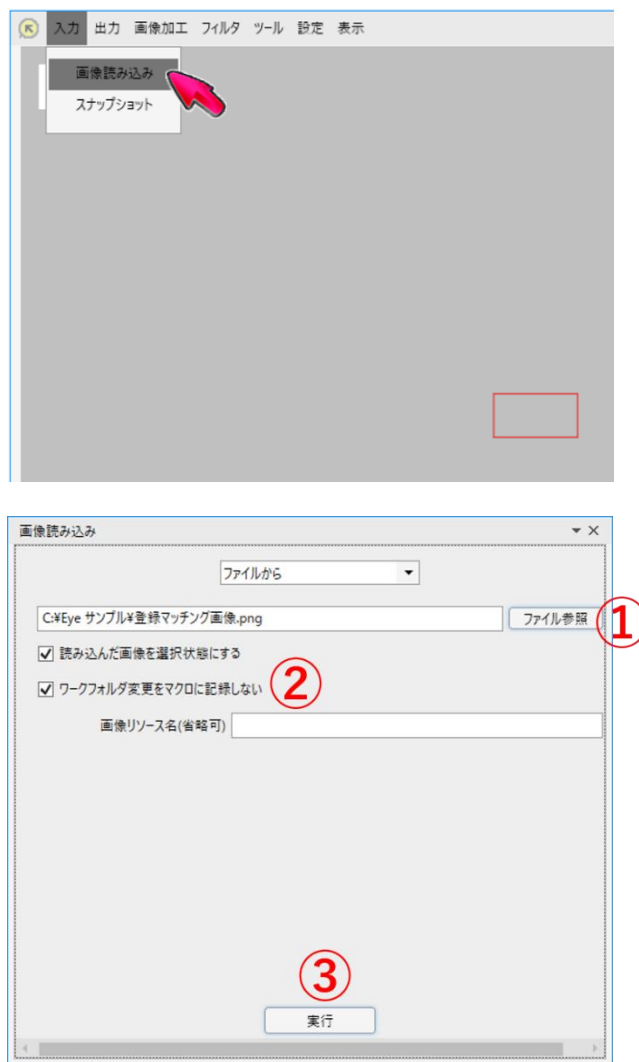 入力 出力 画像加工 フィルタ ツール 設定 表示
画像読み込み
スナップショット
画像読み込み
ファイルから
C:¥Eye サンプル¥登録マッチング画像.png ファイル参照 ①
読み込んだ画像を選択状態にする
ワークフォルダ変更をマクロに記録しない ②
画像リソース名(省略可)
③
実行